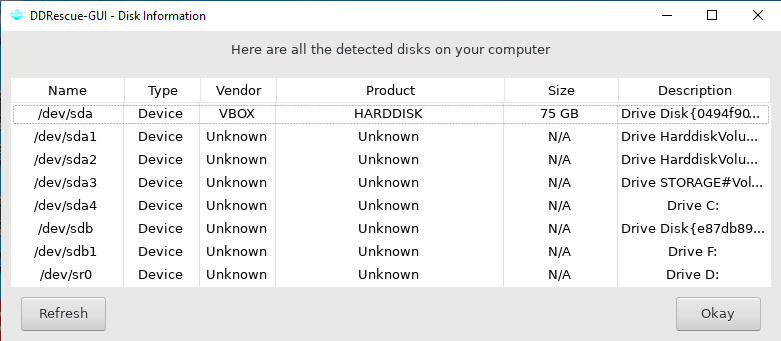 DDRescue-GUI - Disk Information
Here are all the detected disks on your computer
Name Type Vendor Product Size Description
/dev/sda Device VBOX HARDDISK 75 GB Drive Disk{0494f90...
/dev/sda1 Device Unknown Unknown N/A Drive HarddiskVolu...
/dev/sda2 Device Unknown Unknown N/A Drive HarddiskVolu...
/dev/sda3 Device Unknown Unknown N/A Drive STORAGE#Vol...
/dev/sda4 Device Unknown Unknown N/A Drive C:
/dev/sdb Device Unknown Unknown N/A Drive Disk{e87db89...
/dev/sdb1 Device Unknown Unknown N/A Drive F:
/dev/sr0 Device Unknown Unknown N/A Drive D:
Refresh Okay